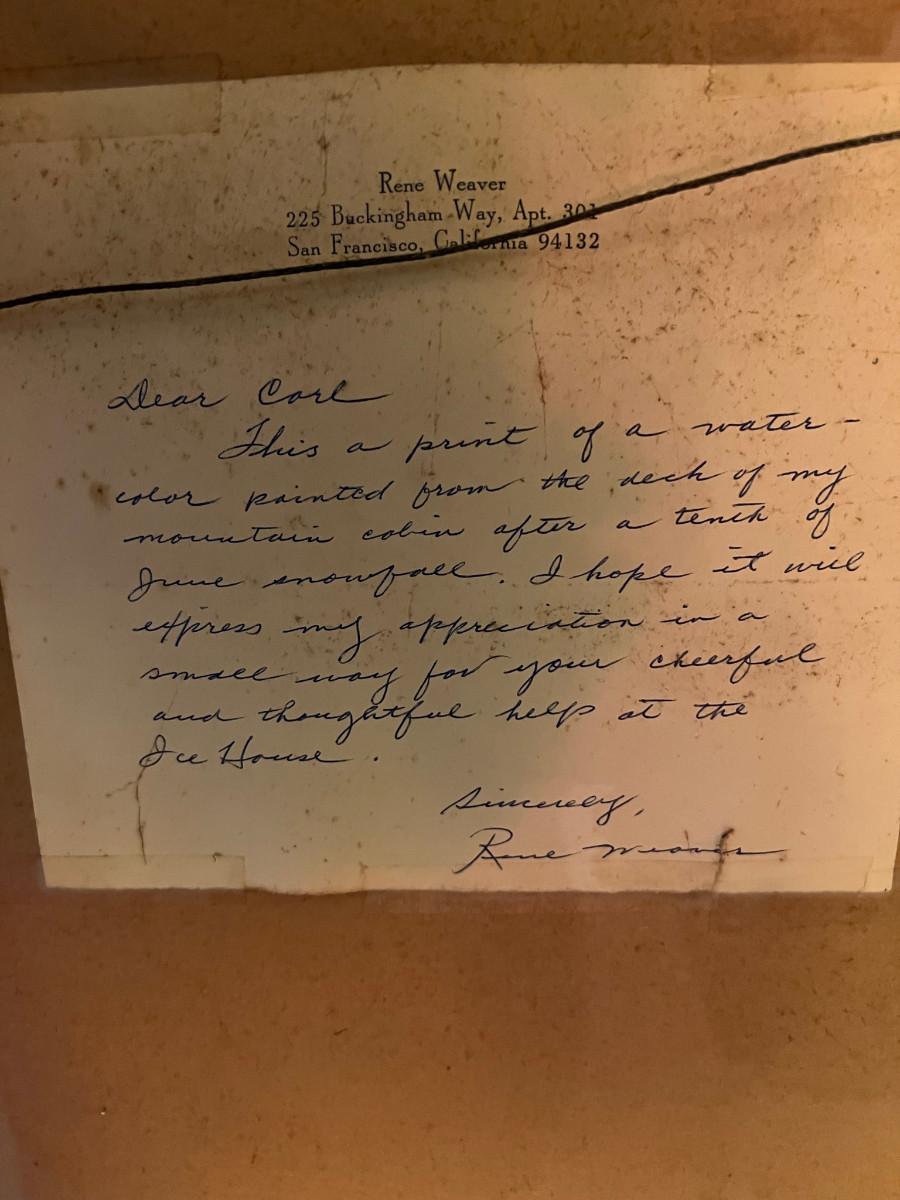 Rene Weaver
225 Buckingham Way, Apt. 301
San Francisco, California 94132
Dear Carl
This a print of a water-
color painted from the deck of my
mountain cabin after a tenth of
June snowfall. I hope it will
express my appreciation in a
small way for your cheerful
and thoughtful help at the
Ice House.
Sincerely,
Rene Weaver